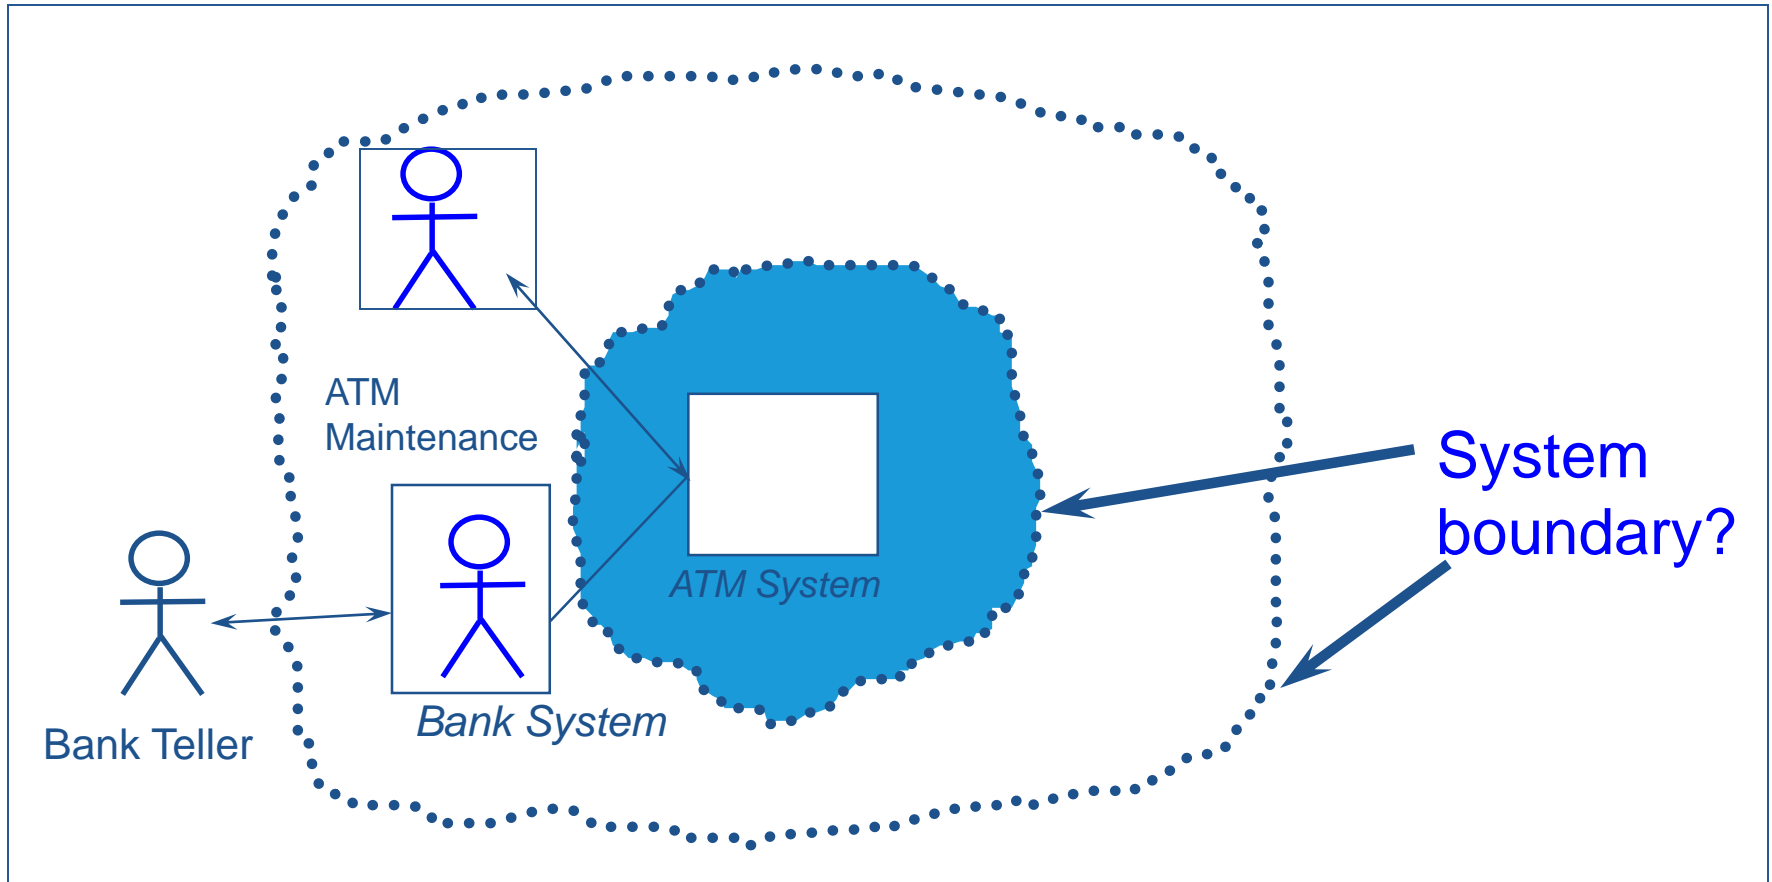 ATM
Maintenance
System
boundary?
ATM System
Bank System
Bank Teller